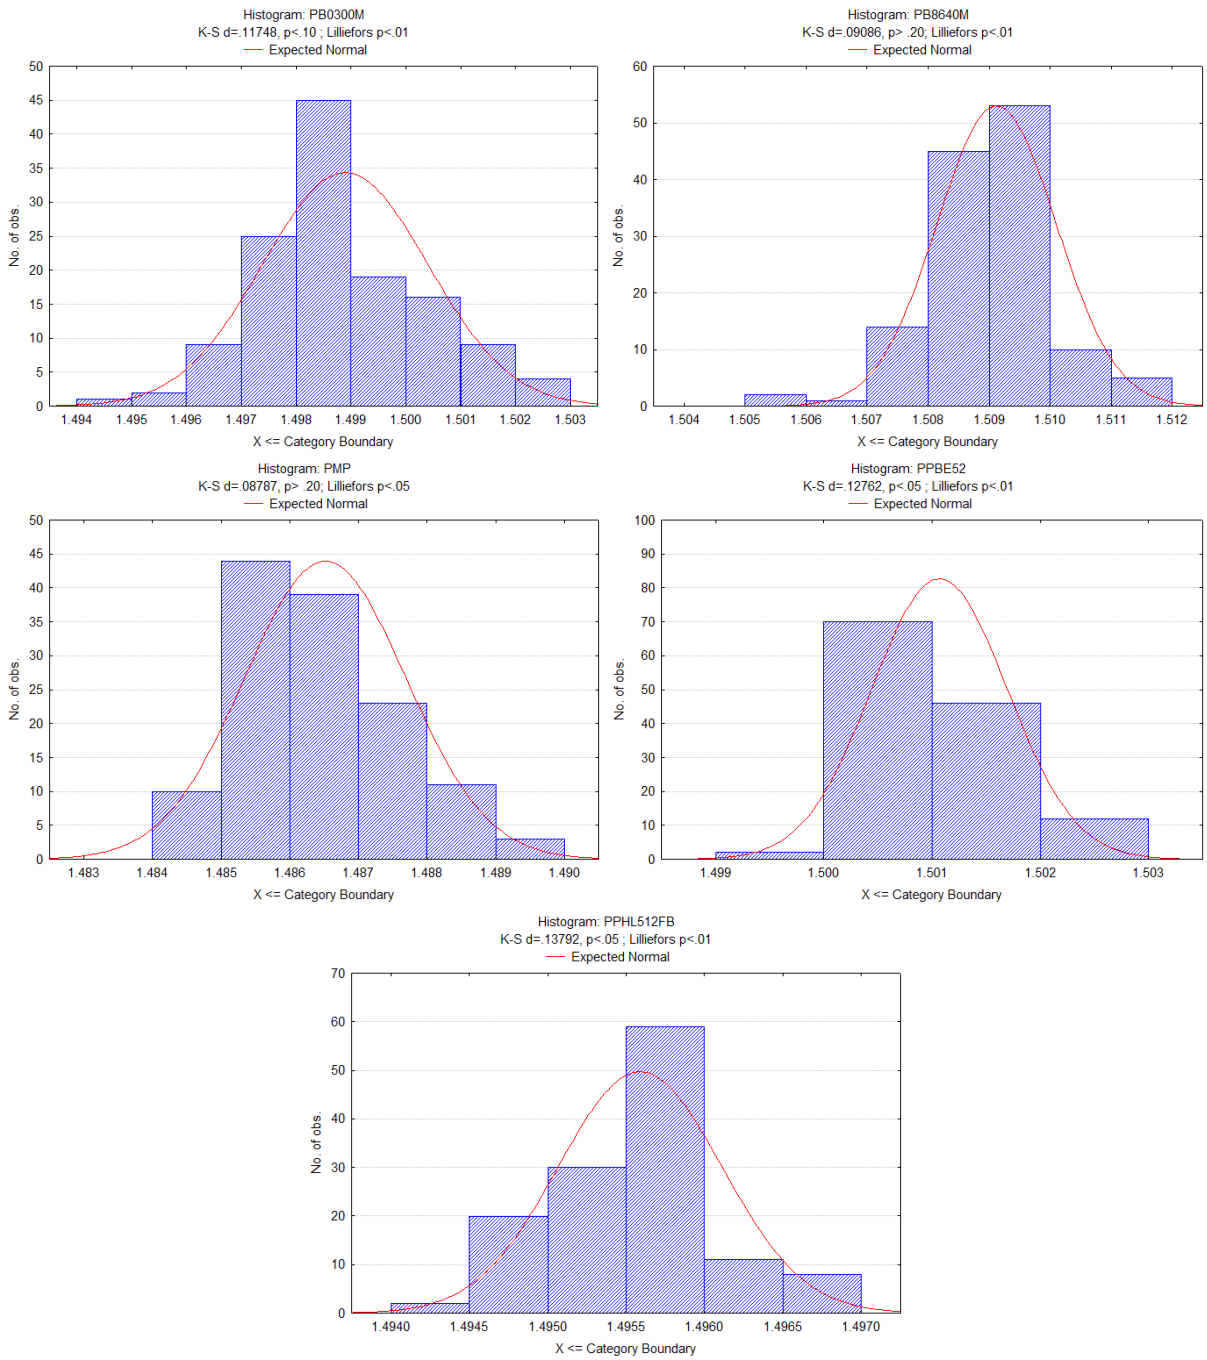 Histogram: PB0300M
K-S d=.11748, p<.10 ; Lilliefors p<.01
Expected Normal
50
45
40
35
30
25
20
15
10
5
0
No. of obs.
1.494 1.495 1.496 1.497 1.498 1.499 1.500 1.501 1.502 1.503
X <= Category Boundary
Histogram: PB8640M
K-S d=.09086, p> .20; Lilliefors p<.01
Expected Normal
60
50
40
30
20
10
0
No. of obs.
1.504 1.505 1.506 1.507 1.508 1.509 1.510 1.511 1.512
X <= Category Boundary
Histogram: PMP
K-S d=.08787, p> .20; Lilliefors p<.05
Expected Normal
50
45
40
35
30
25
20
15
10
5
0
No. of obs.
1.483 1.484 1.485 1.486 1.487 1.488 1.489 1.490
X <= Category Boundary
Histogram: PPBE52
K-S d=.12762, p<.05 ; Lilliefors p<.01
Expected Normal
100
90
80
70
60
50
40
30
20
10
0
No. of obs.
1.499 1.500 1.501 1.502 1.503
X <= Category Boundary
Histogram: PPHL512FB
K-S d=.13792, p<.05 ; Lilliefors p<.01
Expected Normal
70
60
50
40
30
20
10
0
No. of obs.
1.4940 1.4945 1.4950 1.4955 1.4960 1.4965 1.4970
X <= Category Boundary